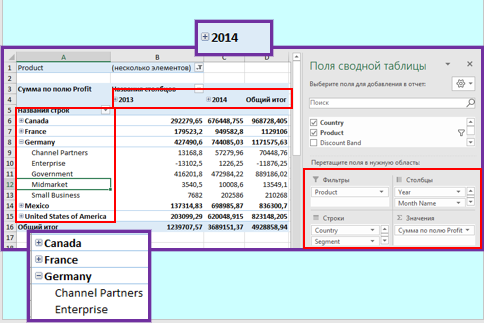 2014
A B C D
1 Product (несколько элементов)
2
3 Сумма по полю Profit Названия столбцов
4 2013 2014 Общий итог
5 Названия строк
6 Canada 292279,65 676448,755 968728,405
7 France 179523,2 949582,8 1129106
8 Germany 427490,6 744085,03 1171575,63
9 Channel Partners 13168,8 57279,96 70448,76
10 Enterprise -13102,5 1226,25 -11876,25
11 Government 416201,8 472984,22 889186,02
12 Midmarket 3540,5 10008,6 13549,1
13 Small Business 7682 202586 210268
14 Mexico 137314,83 698985,87 836300,7
15 United States of America 203099,29 620048,915 823148,205
16 Общий итог 1239707,57 3689151,37 4928858,94
17
18
Поля сводной таблицы
Выберите поля для добавления в отчет:
Поиск
Country
Product
Discount Band
Перетащите поля в нужную область:
Фильтры
Product
Столбцы
Year
Month Name
Строки
Country
Segment
Σ Значения
Сумма по полю Profit
Canada
France
Germany
Channel Partners
Enterprise